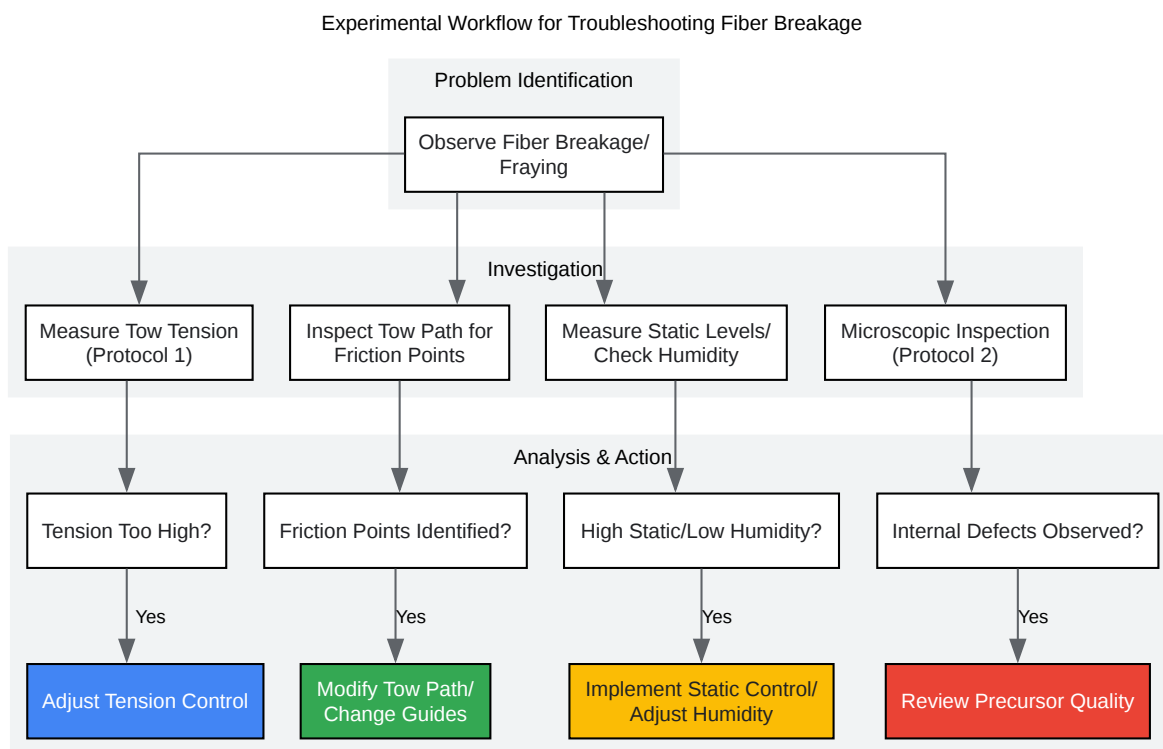 Experimental Workflow for Troubleshooting Fiber Breakage
Problem Identification
Observe Fiber Breakage/
Fraying
Investigation
Measure Tow Tension
(Protocol 1)
Inspect Tow Path for
Friction Points
Measure Static Levels/
Check Humidity
Microscopic Inspection
(Protocol 2)
Analysis & Action
Tension Too High?
Friction Points Identified?
High Static/Low Humidity?
Internal Defects Observed?
Yes
Yes
Yes
Yes
Adjust Tension Control
Modify Tow Path/
Change Guides
Implement Static Control/
Adjust Humidity
Review Precursor Quality